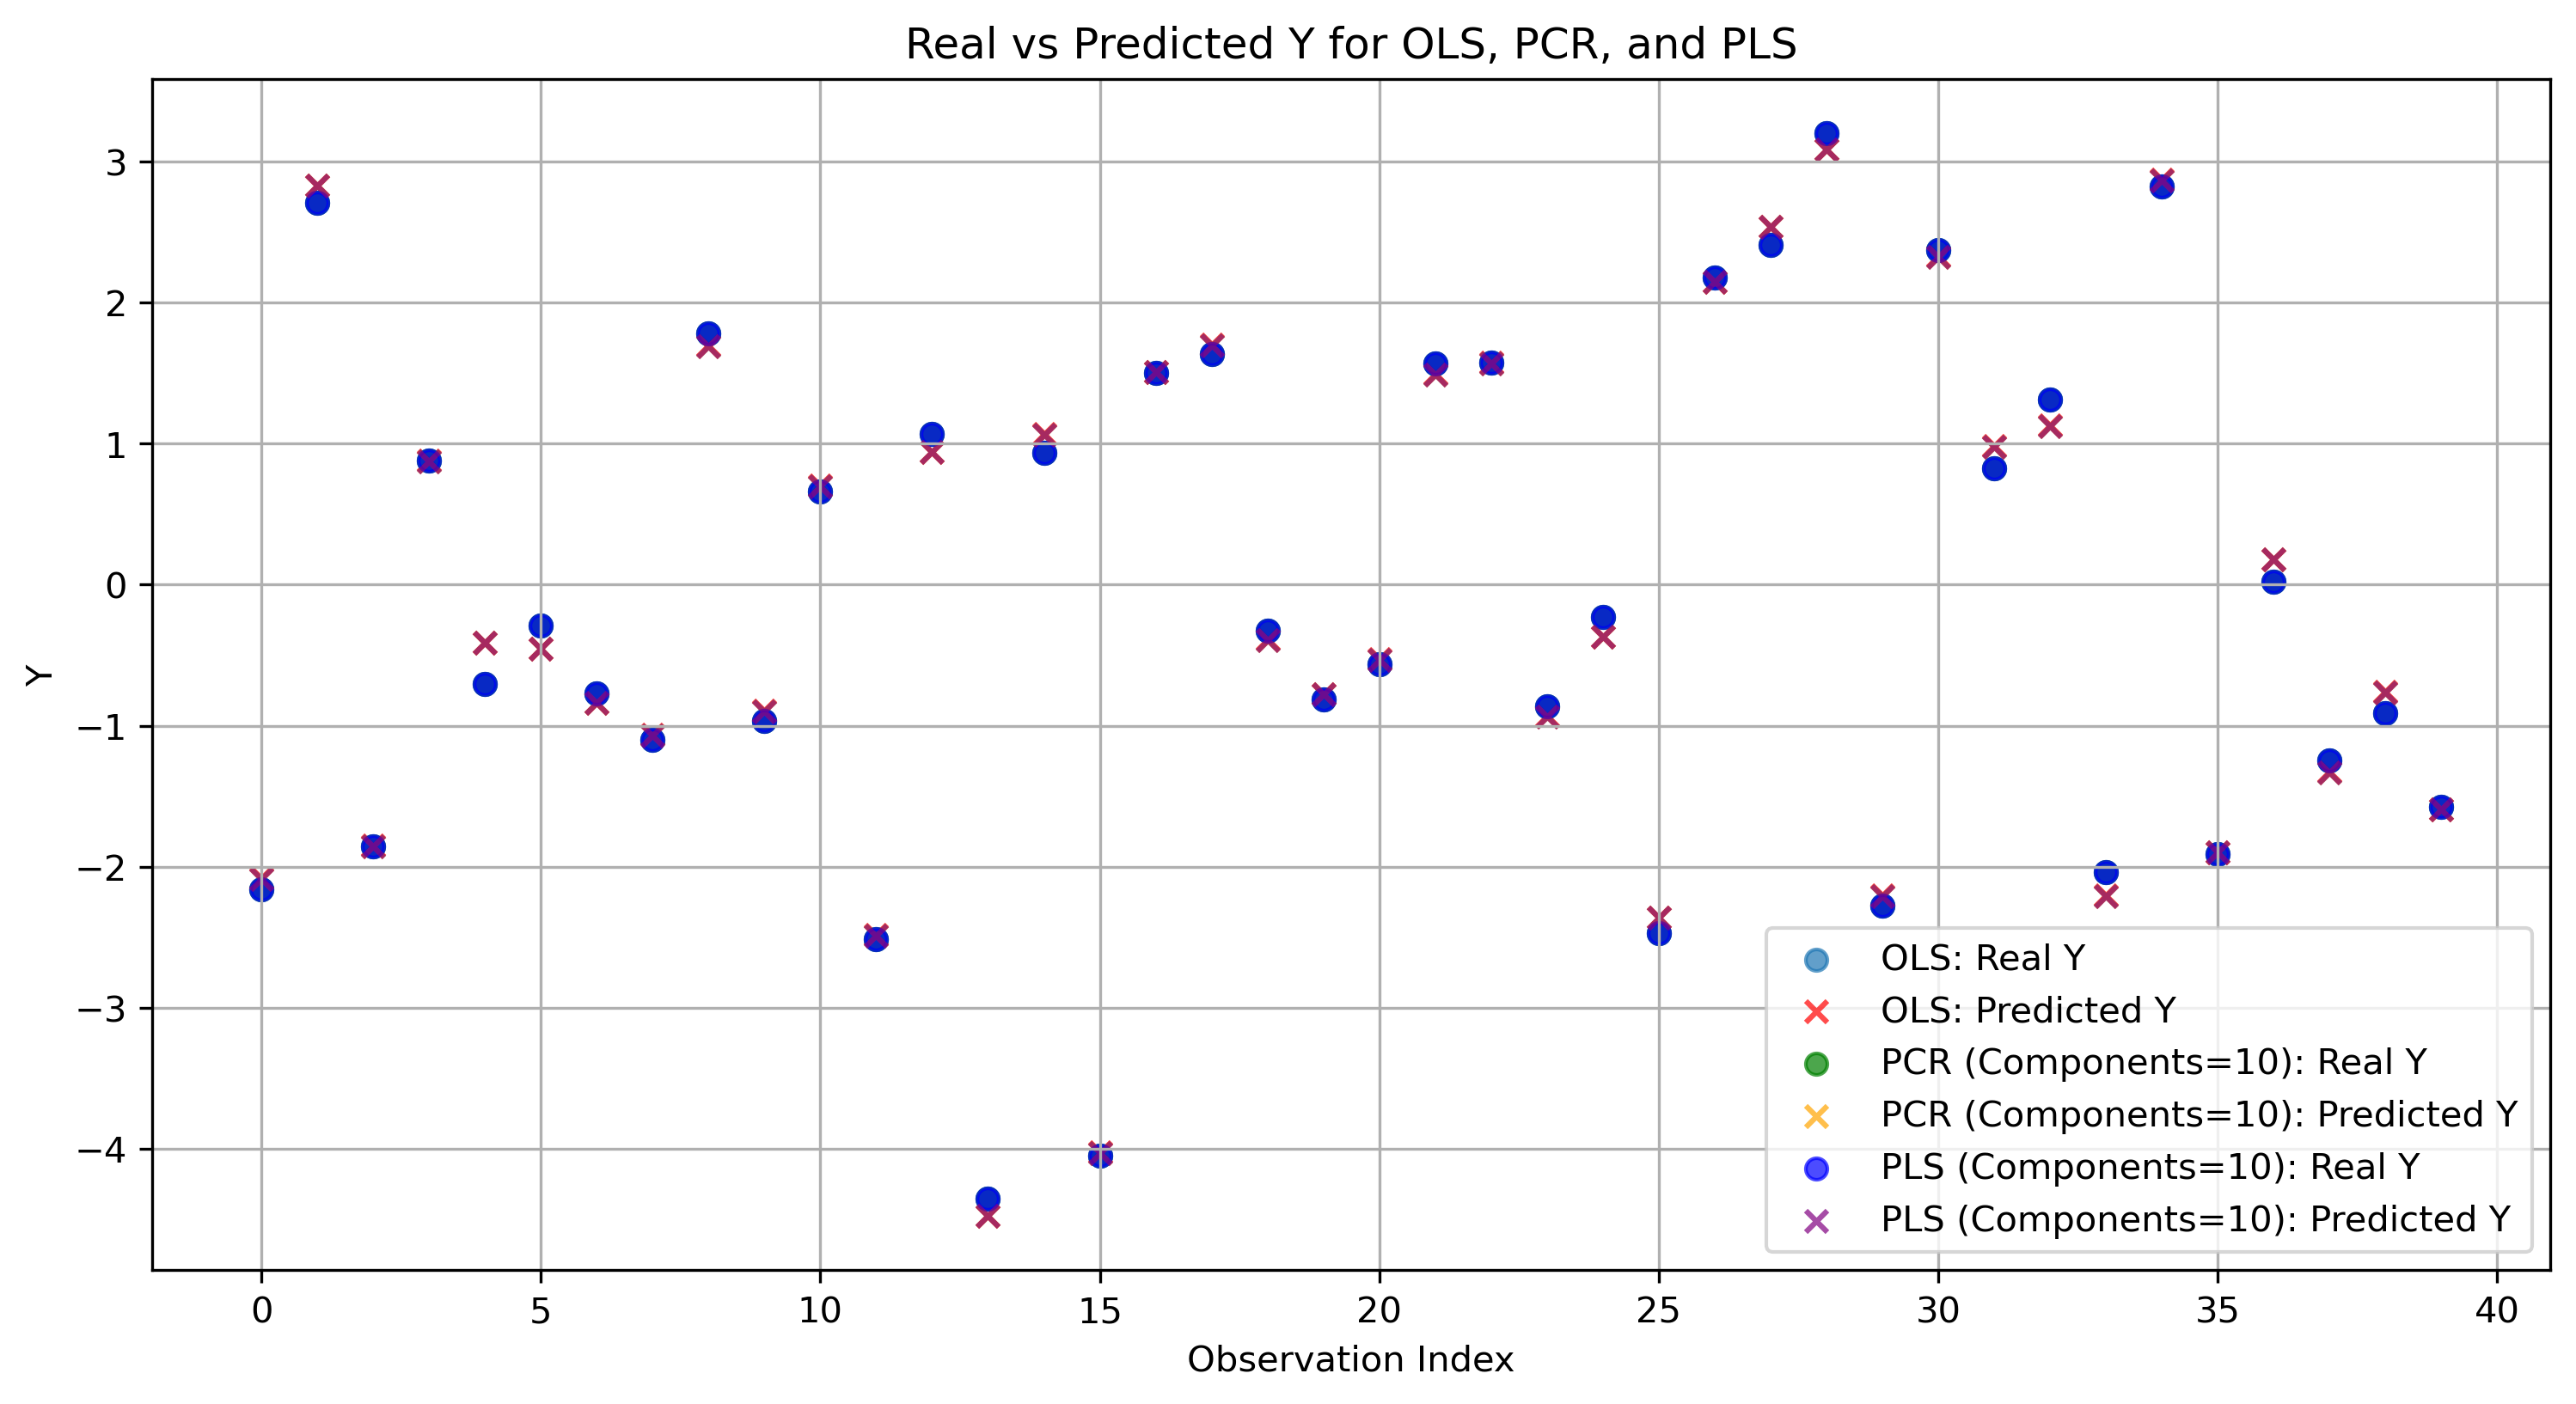 Real vs Predicted Y for OLS, PCR, and PLS
3
2
1
0
−1
−2
−3
−4
Y
0 5 10 15 20 25 30 35 40
Observation Index
OLS: Real Y
OLS: Predicted Y
PCR (Components=10): Real Y
PCR (Components=10): Predicted Y
PLS (Components=10): Real Y
PLS (Components=10): Predicted Y